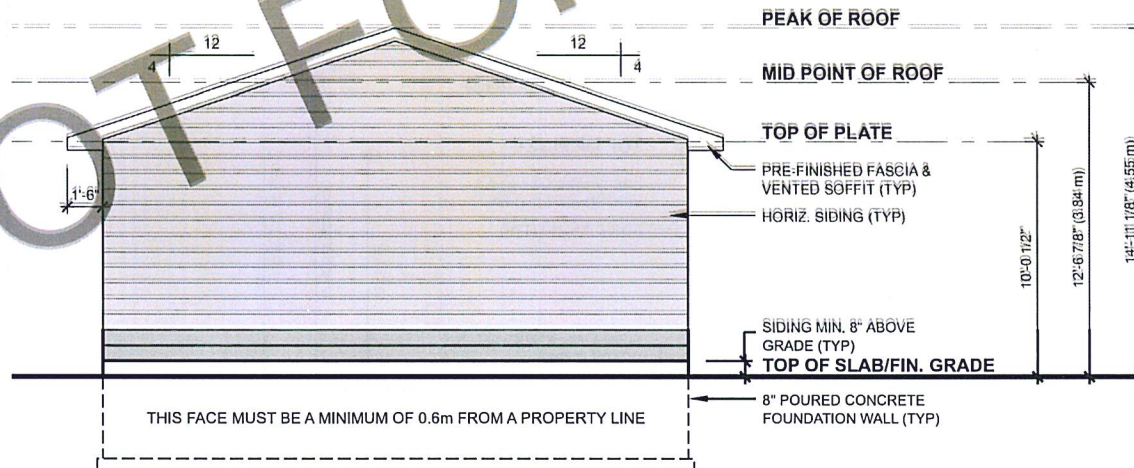 OT FO
PEAK OF ROOF
12
4
12
4
MID POINT OF ROOF
TOP OF PLATE
PRE-FINISHED FASCIA &
VENTED SOFFIT (TYP)
1'-6"
HORIZ. SIDING (TYP)
10'-0 1/2"
12'-6 7/8" (3.84 m)
14'-11 1/8" (4.55 m)
SIDING MIN. 8" ABOVE
GRADE (TYP)
TOP OF SLAB/FIN. GRADE
8" POURED CONCRETE
FOUNDATION WALL (TYP)
THIS FACE MUST BE A MINIMUM OF 0.6m FROM A PROPERTY LINE